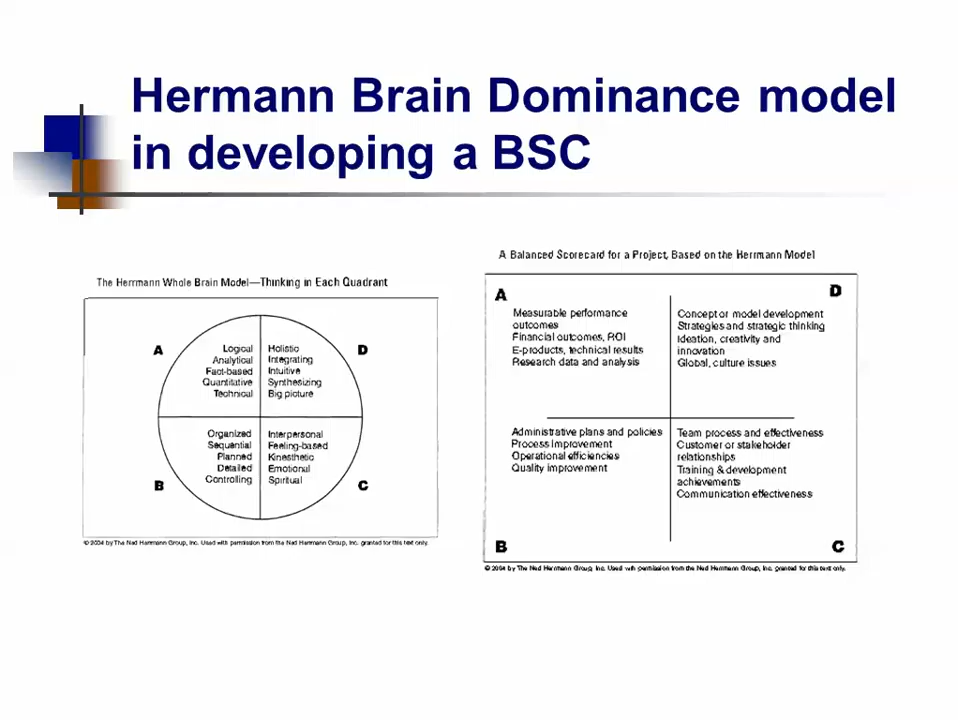 Hermann Brain Dominance model
in developing a BSC
The Herrmann Whole Brain Model—Thinking in Each Quadrant
A
Logical
Analytical
Fact-based
Quantitative
Technical
Holistic
Integrating
Intuitive
Synthesizing
Big picture
D
Organized
Sequential
Planned
Detailed
Controlling
B
Interpersonal
Feeling-based
Kinesthetic
Emotional
Spiritual
C
© 2004 by The Ned Herrmann Group, Inc. Used with permission from the Ned Herrmann Group, Inc. granted for this text only.
A Balanced Scorecard for a Project, Based on the Herrmann Model
A
Measurable performance
outcomes
Financial outcomes, ROI
E-products, technical results
Research data and analysis
D
Concept or model development
Strategies and strategic thinking
Ideation, creativity and
innovation
Global, culture issues
Administrative plans and policies
Process improvement
Operational efficiencies
Quality improvement
B
Team process and effectiveness
Customer or stakeholder
relationships
Training & development
achievements
Communication effectiveness
C
© 2004 by The Ned Herrmann Group, Inc. Used with permission from the Ned Herrmann Group, Inc. granted for this text only.